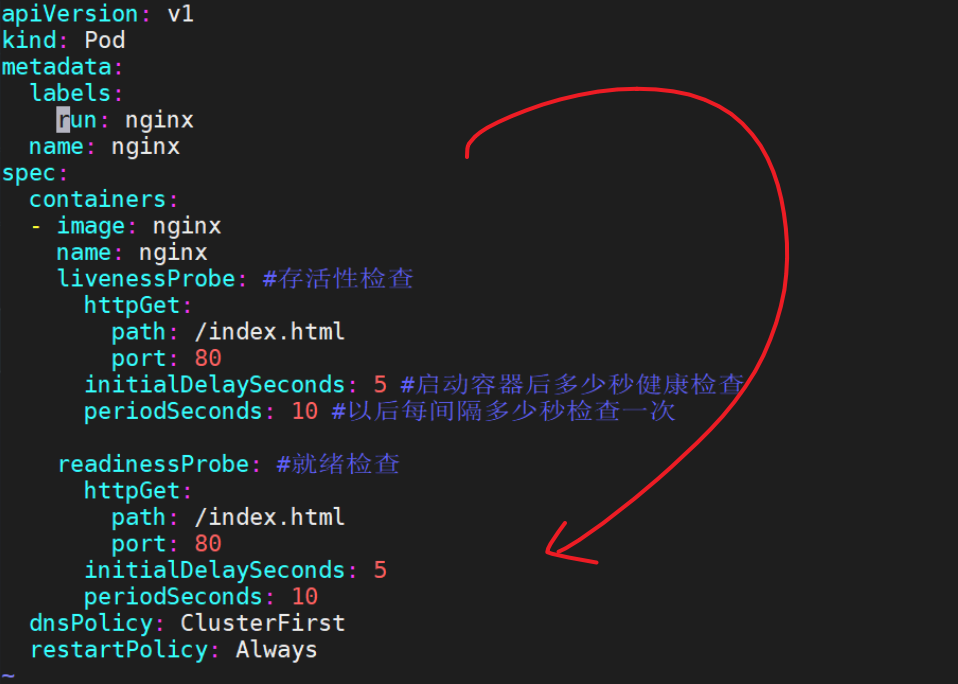 apiVersion: v1
kind: Pod
metadata:
  labels:
    run: nginx
  name: nginx
spec:
  containers:
  - image: nginx
    name: nginx
    livenessProbe: #存活性检查
      httpGet:
        path: /index.html
        port: 80
      initialDelaySeconds: 5 #启动容器后多少秒健康检查
      periodSeconds: 10 #以后每间隔多少秒检查一次

    readinessProbe: #就绪检查
      httpGet:
        path: /index.html
        port: 80
      initialDelaySeconds: 5
      periodSeconds: 10
  dnsPolicy: ClusterFirst
  restartPolicy: Always
~